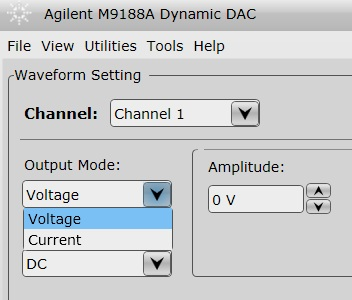 Agilent M9188A Dynamic DAC
File View Utilities Tools Help
Waveform Setting
Channel: Channel 1
Output Mode:
Voltage
Voltage
Current
DC
Amplitude:
0 V